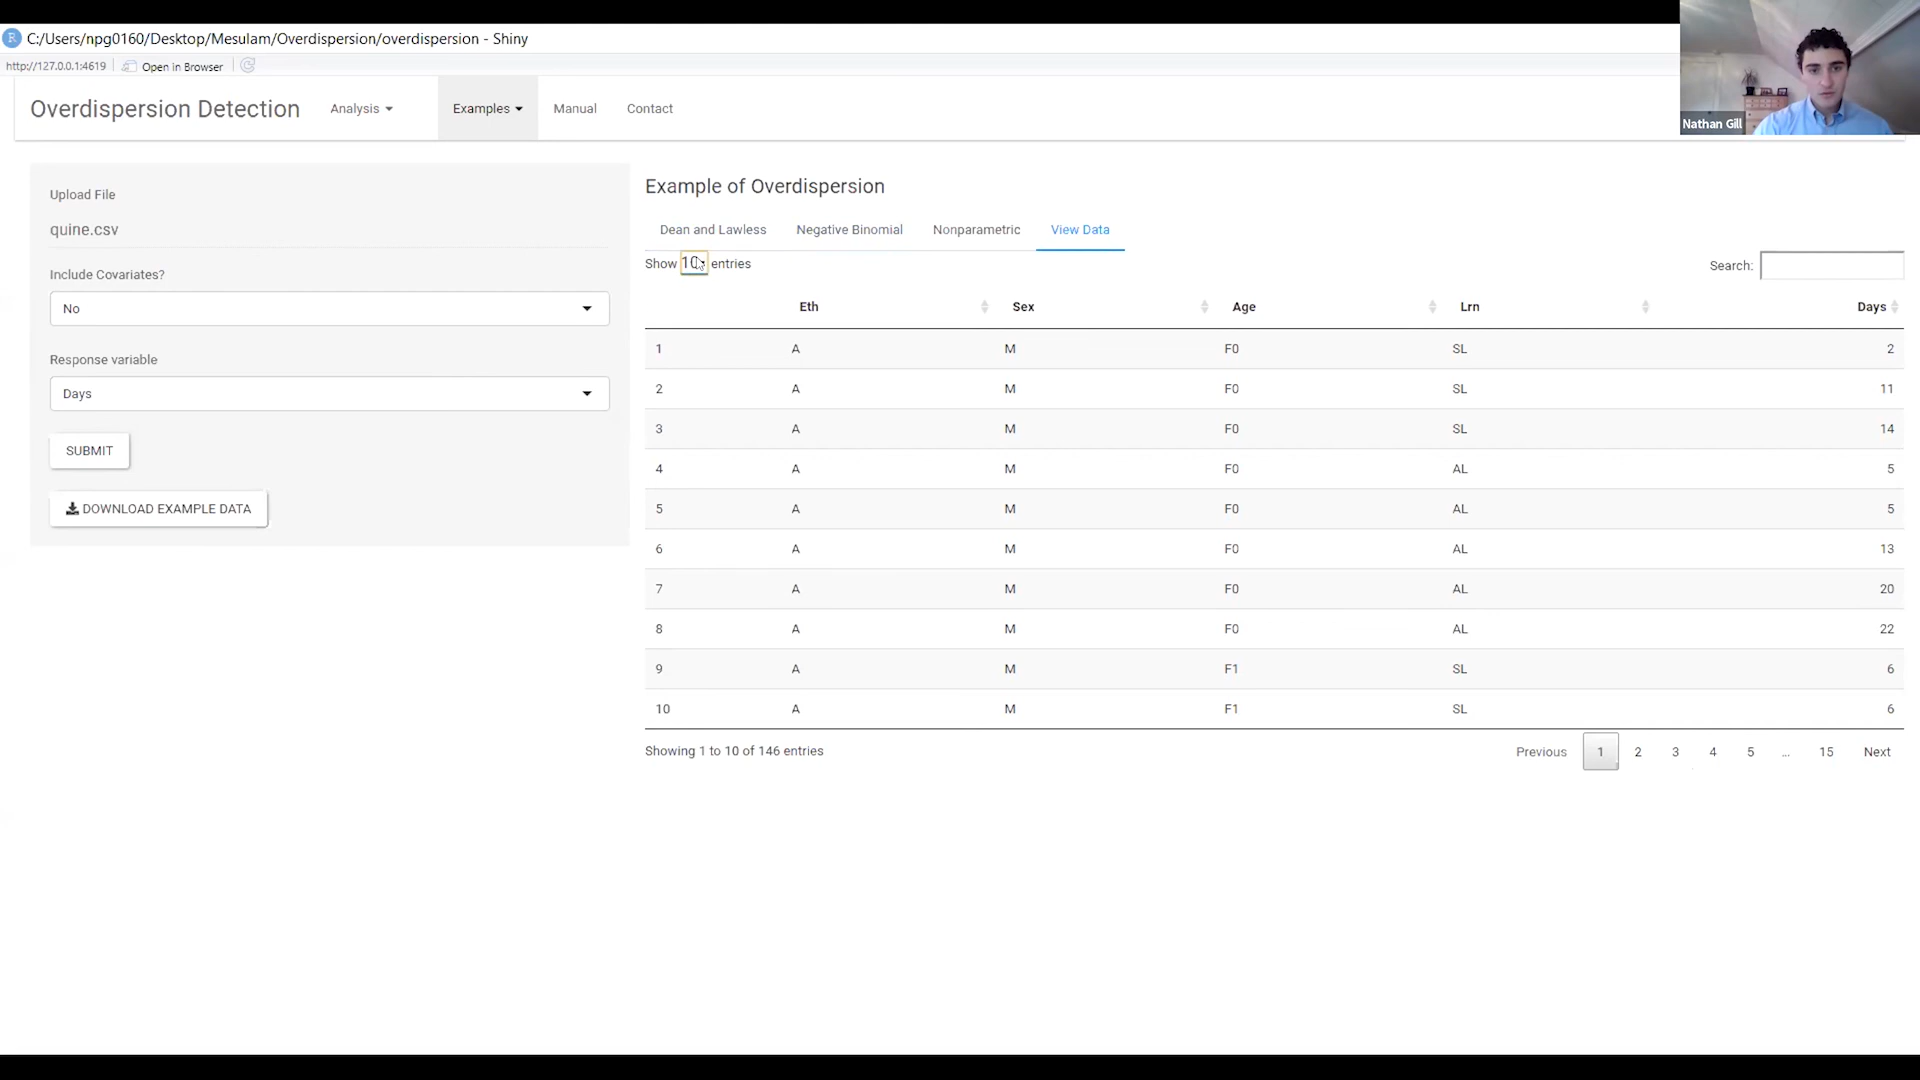 C:/Users/npg0160/Desktop/Mesulam/Overdispersion/overdispersion - Shiny
http://127.0.0.1:4619 Open in Browser
Overdispersion Detection Analysis Examples Manual Contact
Nathan Gill
Upload File
quine.csv
Include Covariates?
No
Response variable
Days
SUBMIT
DOWNLOAD EXAMPLE DATA
Example of Overdispersion
Dean and Lawless Negative Binomial Nonparametric View Data
Show 10 entries
Search:
Eth Sex Age Lrn Days
1 A M F0 SL 2
2 A M F0 SL 11
3 A M F0 SL 14
4 A M F0 AL 5
5 A M F0 AL 5
6 A M F0 AL 13
7 A M F0 AL 20
8 A M F0 AL 22
9 A M F1 SL 6
10 A M F1 SL 6
Showing 1 to 10 of 146 entries
Previous 1 2 3 4 5 ... 15 Next